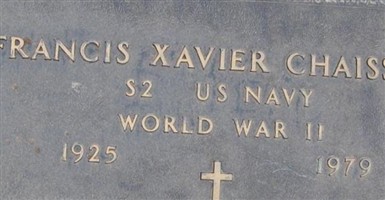 FRANCIS XAVIER CHAISS
S2 US NAVY
WORLD WAR II
1925 1979